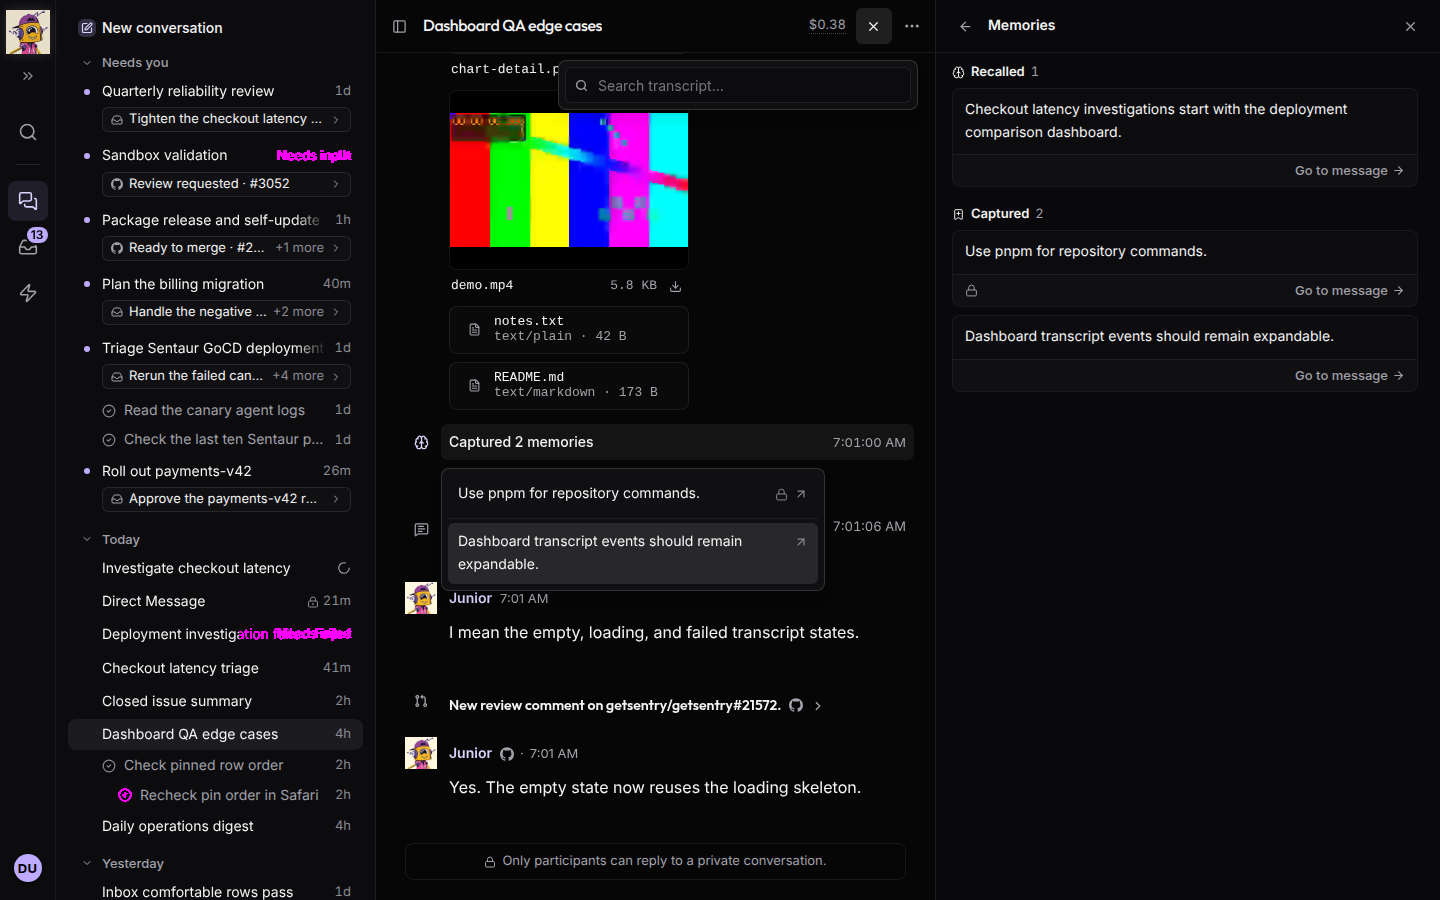 New conversation
Needs you
Quarterly reliability review 1d
Tighten the checkout latency ...
Sandbox validation
Review requested · #3052
Package release and self-update 1h
Ready to merge · #2... +1 more
Plan the billing migration 40m
Handle the negative ... +2 more
Triage Sentaur GoCD deployment 1d
Rerun the failed can... +4 more
Read the canary agent logs 1d
Check the last ten Sentaur p... 1d
Roll out payments-v42 26m
Approve the payments-v42 r...
Today
Investigate checkout latency
Direct Message 21m
Deployment investigation
Checkout latency triage 41m
Closed issue summary 2h
Dashboard QA edge cases 4h
Check pinned row order 2h
Recheck pin order in Safari 2h
Daily operations digest 4h
Yesterday
Inbox comfortable rows pass 1d
13
DU
Dashboard QA edge cases $0.38
Search transcript...
chart-detail.p
demo.mp4 5.8 KB
notes.txt
text/plain · 42 B
README.md
text/markdown · 173 B
Captured 2 memories 7:01:00 AM
Use pnpm for repository commands.
Dashboard transcript events should remain
expandable.
7:01:06 AM
Junior 7:01 AM
I mean the empty, loading, and failed transcript states.
New review comment on getsentry/getsentry#21572.
Junior · 7:01 AM
Yes. The empty state now reuses the loading skeleton.
Only participants can reply to a private conversation.
Memories
Recalled 1
Checkout latency investigations start with the deployment
comparison dashboard.
Go to message
Captured 2
Use pnpm for repository commands.
Go to message
Dashboard transcript events should remain expandable.
Go to message